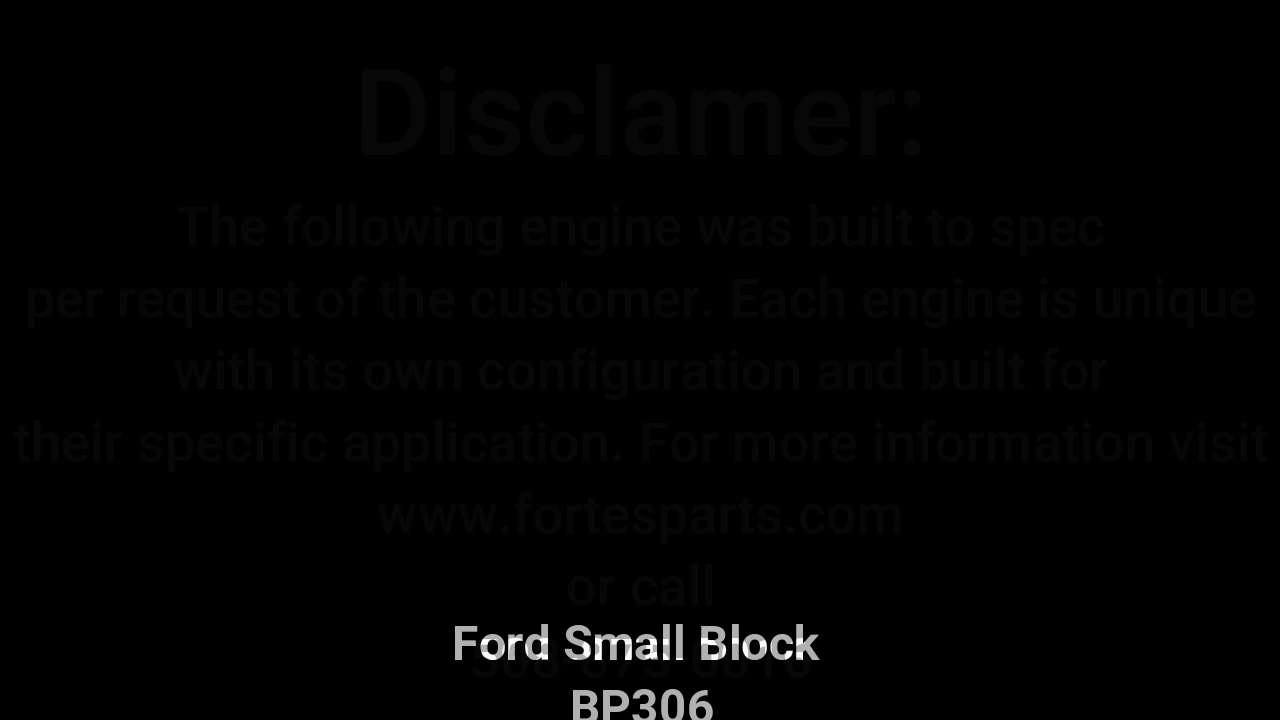 Disclamer:
The following engine was built to spec
per request of the customer. Each engine is unique
with its own configuration and built for
their specific application. For more information visit
www.fortesparts.com
or call
Ford Small Block
BP306